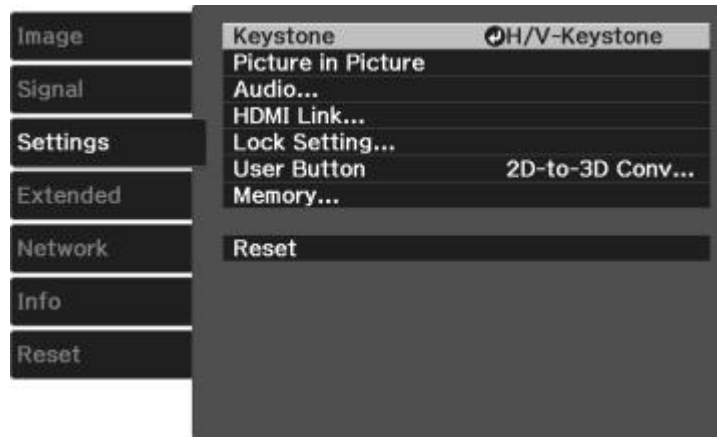 Image
Signal
Settings
Extended
Network
Info
Reset
Keystone H/V-Keystone
Picture in Picture
Audio...
HDMI Link...
Lock Setting...
User Button 2D-to-3D Conv...
Memory...
Reset